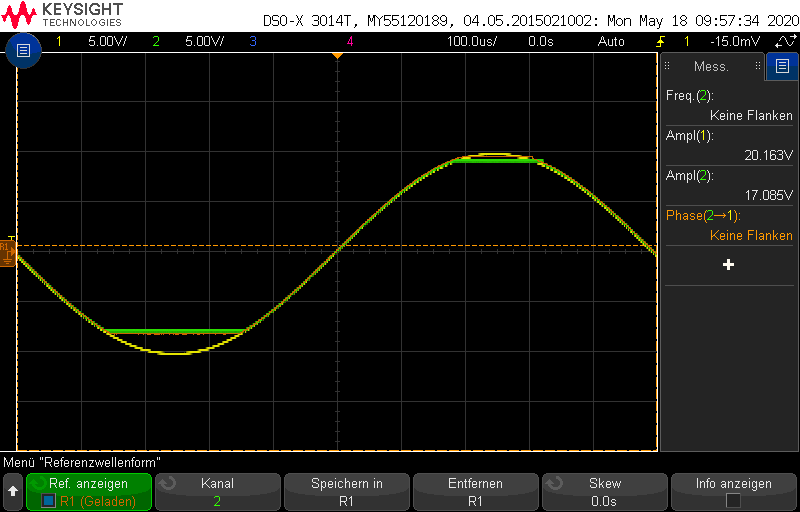 KEYSIGHT
TECHNOLOGIES
DSO-X 3014T, MY55120189, 04.05.2015021002: Mon May 18 09:57:34 2020
1 5.00V/ 2 5.00V/ 3 4 100.0us/ 0.0s Auto 1 -15.0mV
Mess.
Freq.(2):
Keine Flanken
Ampl(1):
20.163V
Ampl(2):
17.085V
Phase(2→1):
Keine Flanken
T
R1
Menü "Referenzwellenform"
Ref. anzeigen
R1 (Geladen)
Kanal
2
Speichern in
R1
Entfernen
R1
Skew
0.0s
Info anzeigen